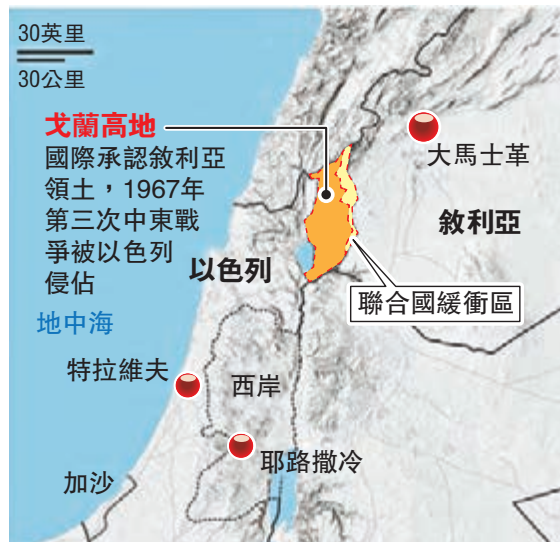 30英里
30公里
戈蘭高地
國際承認敘利亞
領土，1967年
第三次中東戰
爭被以色列
侵佔
大馬士革
敘利亞
以色列
聯合國緩衝區
地中海
特拉維夫
西岸
耶路撒冷
加沙